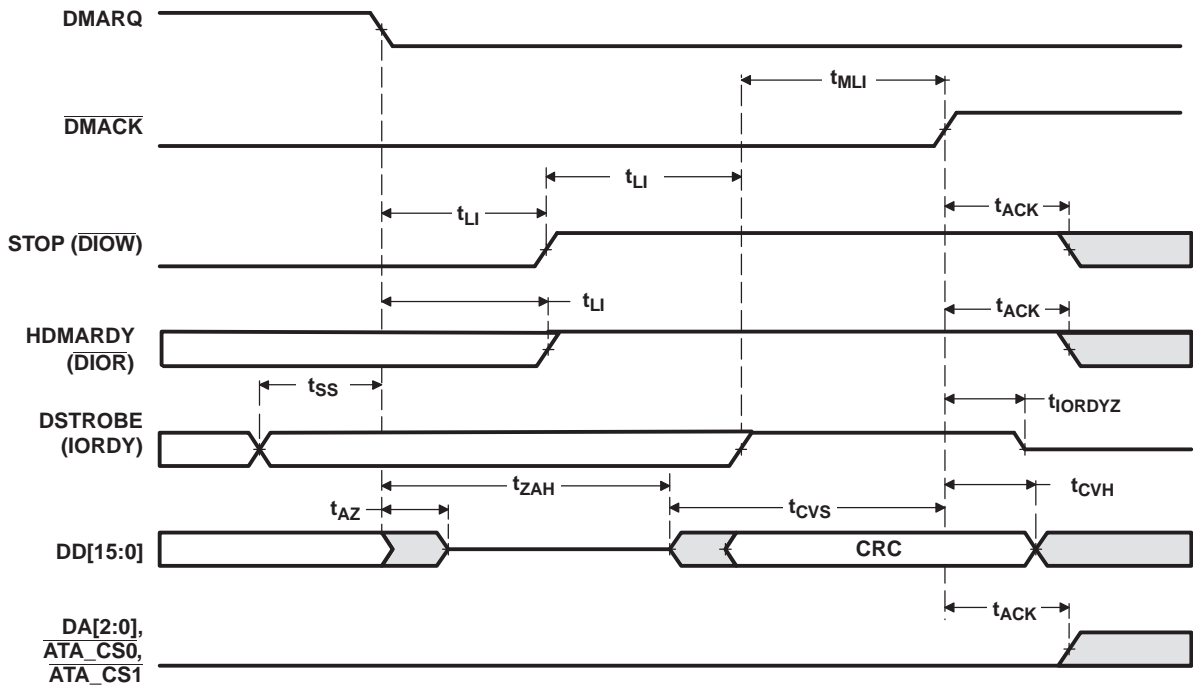 DMARQ
tMLI
DMACK
tLI
tLI
tACK
STOP (DIOW)
tLI
tACK
HDMARDY
(DIOR)
tSS
tIORDYZ
DSTROBE
(IORDY)
tZAH
tCVH
tAZ
tCVS
DD[15:0]
CRC
tACK
DA[2:0],
ATA_CS0,
ATA_CS1